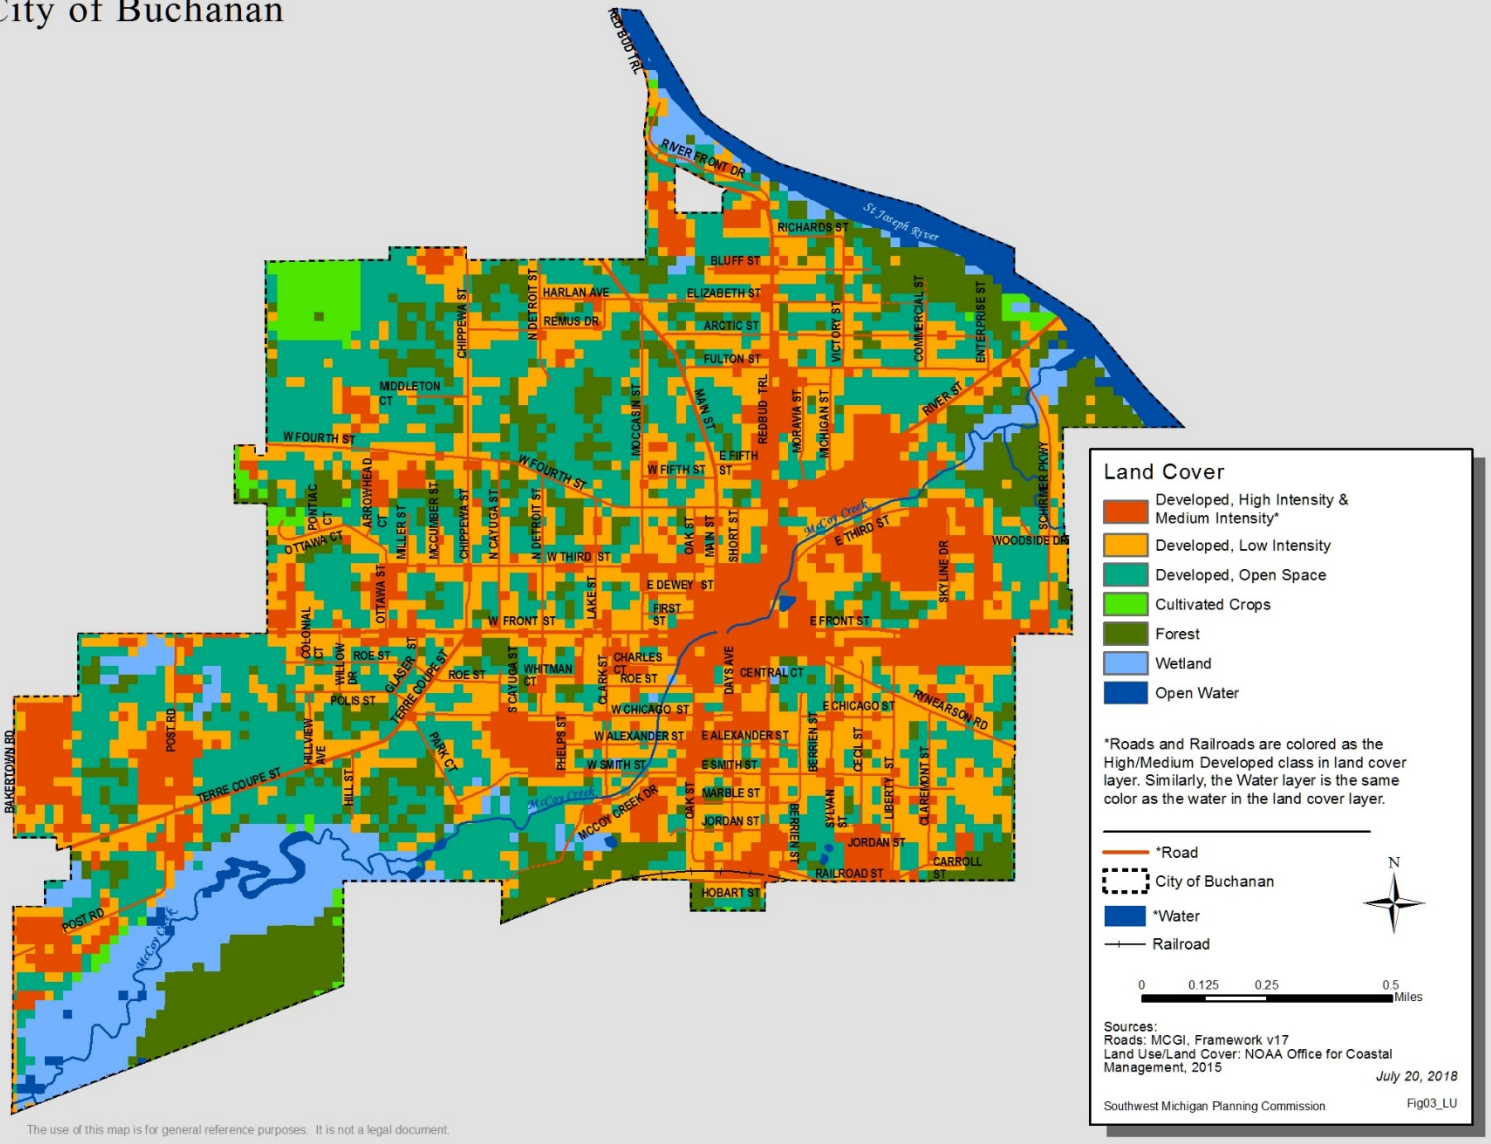 City of Buchanan
RED BUD TRL
RIVER FRONT DR
St Joseph River
RICHARDS ST
BLUFF ST
HARLAN AVE
ELIZABETH ST
REMUS DR
ARCTIC ST
FULTON ST
CHIPPEWA ST
N DETROIT ST
VICTORY ST
COMMERCIAL ST
ENTERPRISE ST
MIDDLETON
CT
MOCCASIN ST
MAIN ST
REDBUD TRL
MORAVIA ST
MICHIGAN ST
RIVER ST
W FOURTH ST
W FOURTH ST
W FIFTH ST
E FIFTH
ST
SCHIRMER PKWY
PONTIAC
CT
ARROWHEAD
CT
MILLER ST
MCCUMBER ST
CHIPPEWA ST
N CAYUGA ST
N DETROIT ST
OAK ST
MAIN ST
SHORT ST
McCoy Creek
E THIRD ST
OTTAWA CT
W THIRD ST
WOODSIDE DR
SKYLINE DR
OTTAWA ST
LAKE ST
E DEWEY ST
FIRST
ST
W FRONT ST
E FRONT ST
COLONIAL
CT
WILLOW
DR
ROE ST
GLASER ST
TERRE COUPE ST
ROE ST
S CAYUGA ST
WHITMAN
CT
CLARK ST
CHARLES
CT
ROE ST
DAYS AVE
CENTRAL CT
POLIS ST
W CHICAGO ST
E CHICAGO ST
RYNEARSON RD
POST RD
HILLVIEW
AVE
PARK CT
PHELPS ST
W ALEXANDER ST
E ALEXANDER ST
BERRIEN ST
CECIL ST
BAKERTOWN RD
TERRE COUPE ST
HILL ST
W SMITH ST
E SMITH ST
LIBERTY ST
CLAREMONT ST
McCoy Creek
MCCOY CREEK DR
OAK ST
MARBLE ST
JORDAN ST
BERRIEN ST
SYLVAN
ST
JORDAN ST
CARROLL
ST
RAILROAD ST
HOBART ST
POST RD
McCoy Creek
Land Cover
Developed, High Intensity &
Medium Intensity*
Developed, Low Intensity
Developed, Open Space
Cultivated Crops
Forest
Wetland
Open Water
*Roads and Railroads are colored as the
High/Medium Developed class in land cover
layer. Similarly, the Water layer is the same
color as the water in the land cover layer.
*Road
City of Buchanan
*Water
Railroad
N
0 0.125 0.25 0.5
Miles
Sources:
Roads: MCGI, Framework v17
Land Use/Land Cover: NOAA Office for Coastal
Management, 2015
July 20, 2018
Southwest Michigan Planning Commission
Fig03_LU
The use of this map is for general reference purposes. It is not a legal document.